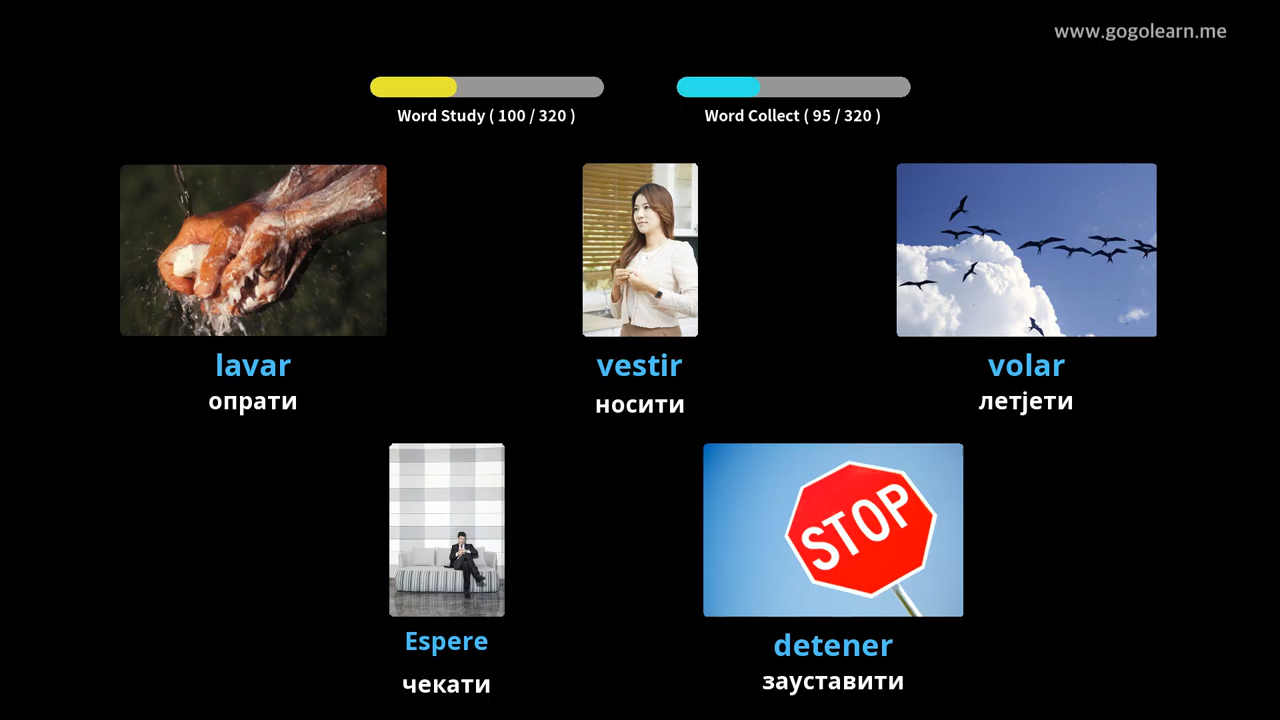 www.gogolearn.me
Word Study ( 100 / 320 )
Word Collect ( 95 / 320 )
lavar
опрати
vestir
носити
volar
летјети
STOP
Espere
чекати
detener
зауставити